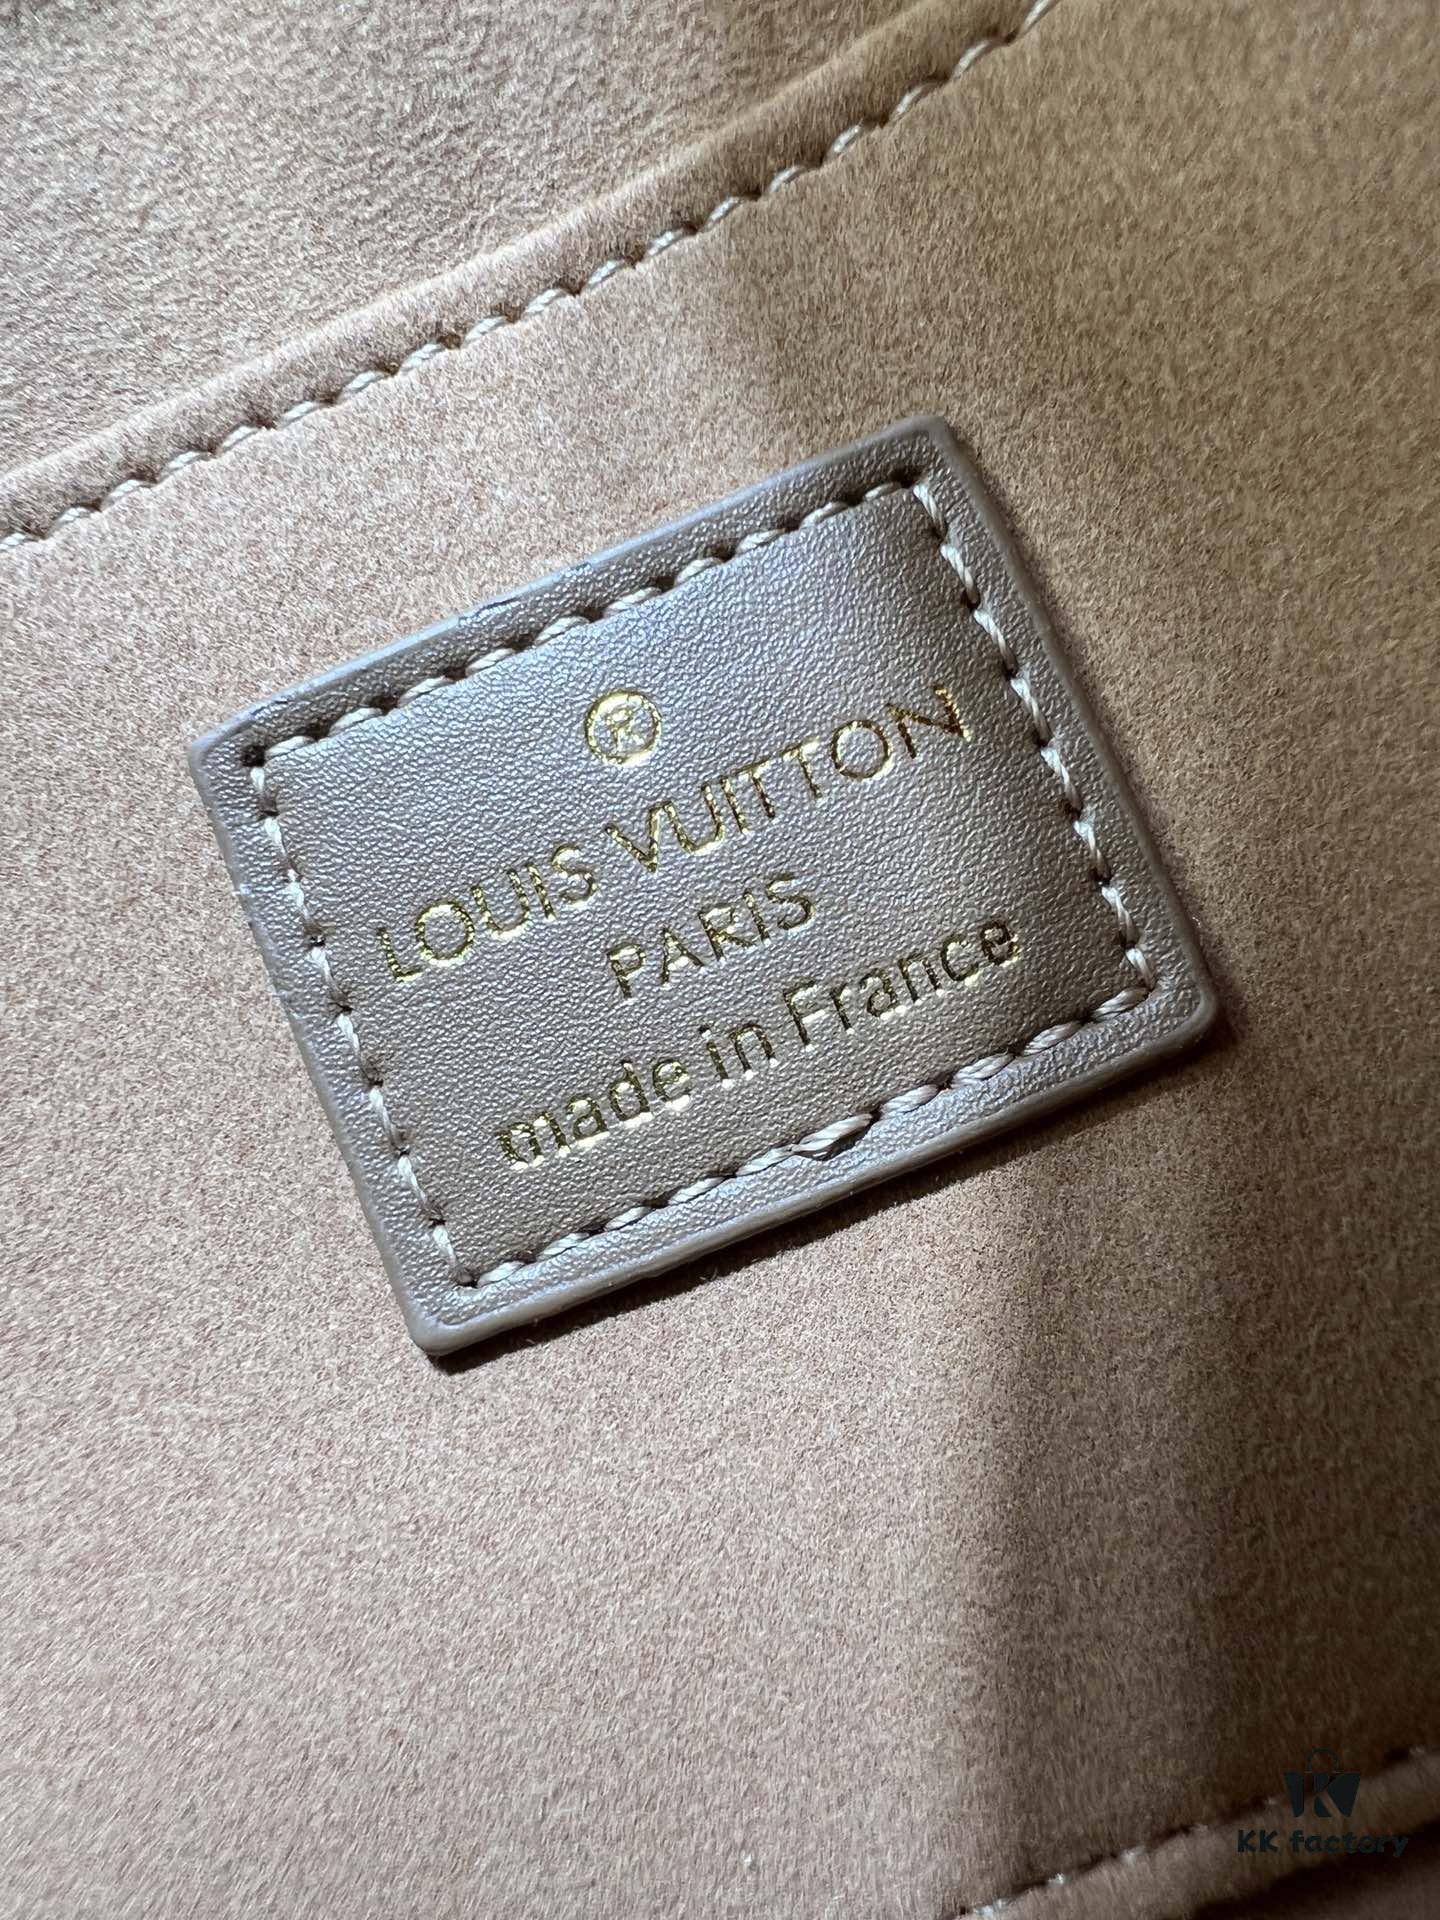 ®
LOUIS VUITTON
PARIS
made in France
KK factory